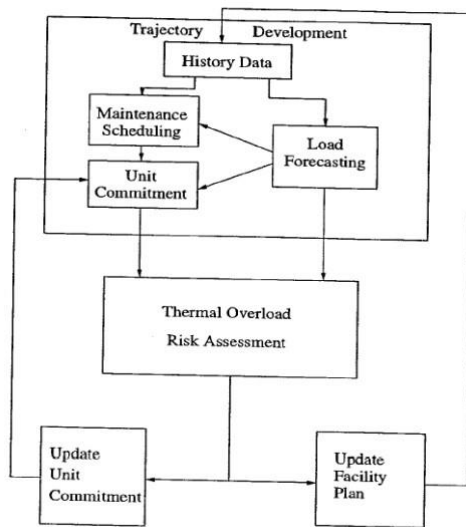 Trajectory Development
History Data
Maintenance
Scheduling
Load
Forecasting
Unit
Commitment
Thermal Overload
Risk Assessment
Update
Unit
Commitment
Update
Facility
Plan